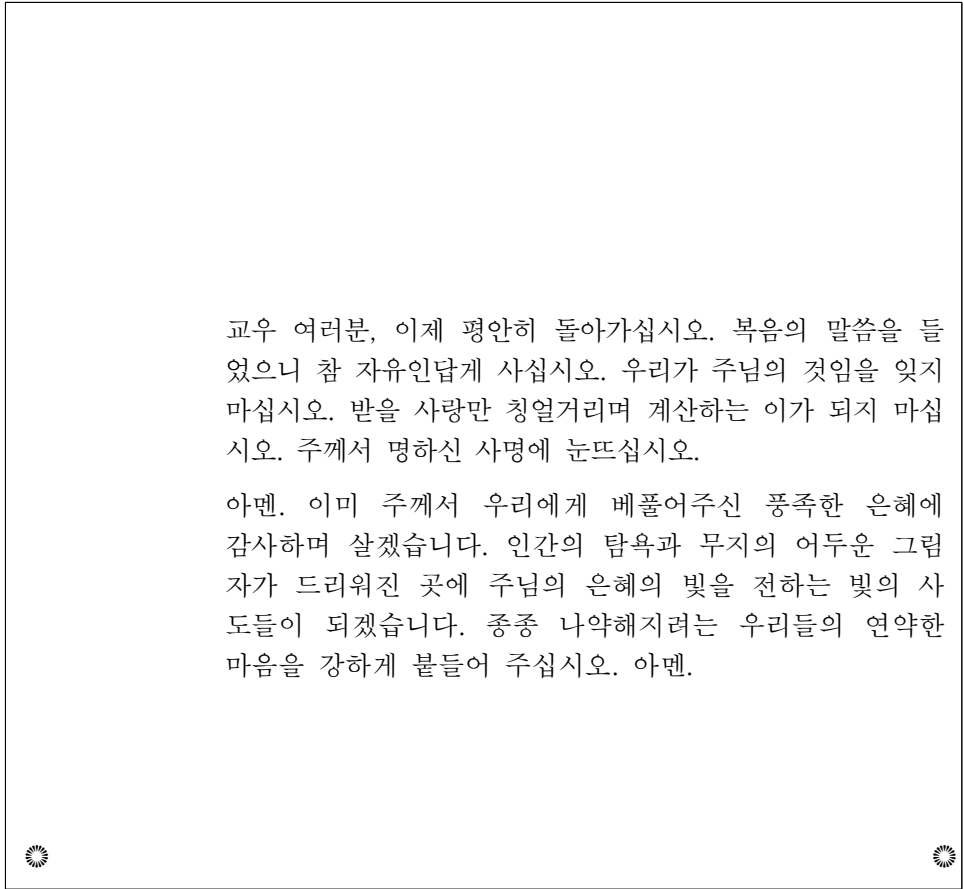 교우 여러분, 이제 평안히 돌아가십시오. 복음의 말씀을 들
었으니 참 자유인답게 사십시오. 우리가 주님의 것임을 잊지
마십시오. 받을 사랑만 칭얼거리며 계산하는 이가 되지 마십
시오. 주께서 명하신 사명에 눈뜨십시오.
아멘. 이미 주께서 우리에게 베풀어주신 풍족한 은혜에
감사하며 살겠습니다. 인간의 탐욕과 무지의 어두운 그림
자가 드리워진 곳에 주님의 은혜의 빛을 전하는 빛의 사
도들이 되겠습니다. 종종 나약해지려는 우리들의 연약한
마음을 강하게 붙들어 주십시오. 아멘.